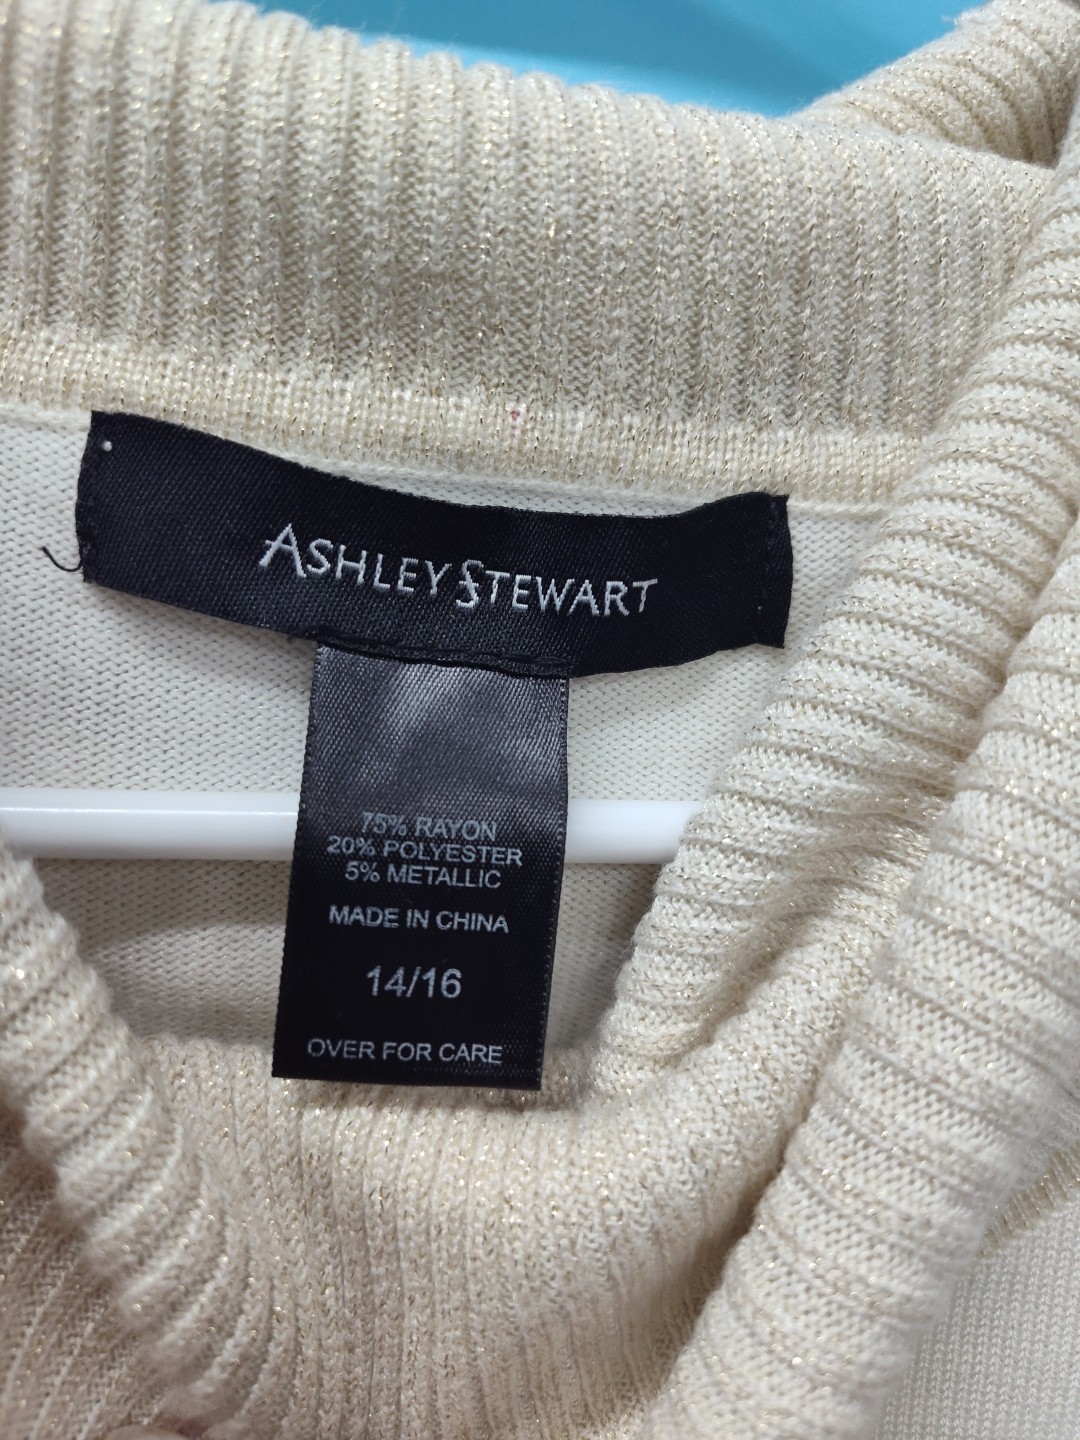 ASHLEY STEWART
75% RAYON
20% POLYESTER
5% METALLIC
MADE IN CHINA
14/16
OVER FOR CARE